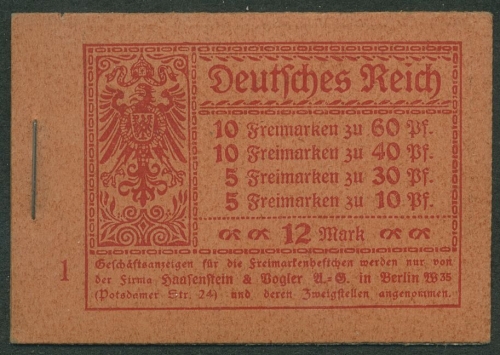 Deutsches Reich
10 Freimarken zu 60 Pf.
10 Freimarken zu 40 Pf.
5 Freimarken zu 30 Pf.
5 Freimarken zu 10 Pf.
12 Mark
1
Geschäftsanzeigen für die Freimarkenheftchen werden nur von
der Firma Haasenstein & Vogler A.=G. in Berlin W35
(Potsdamer Str. 24) und deren Zweigstellen angenommen.